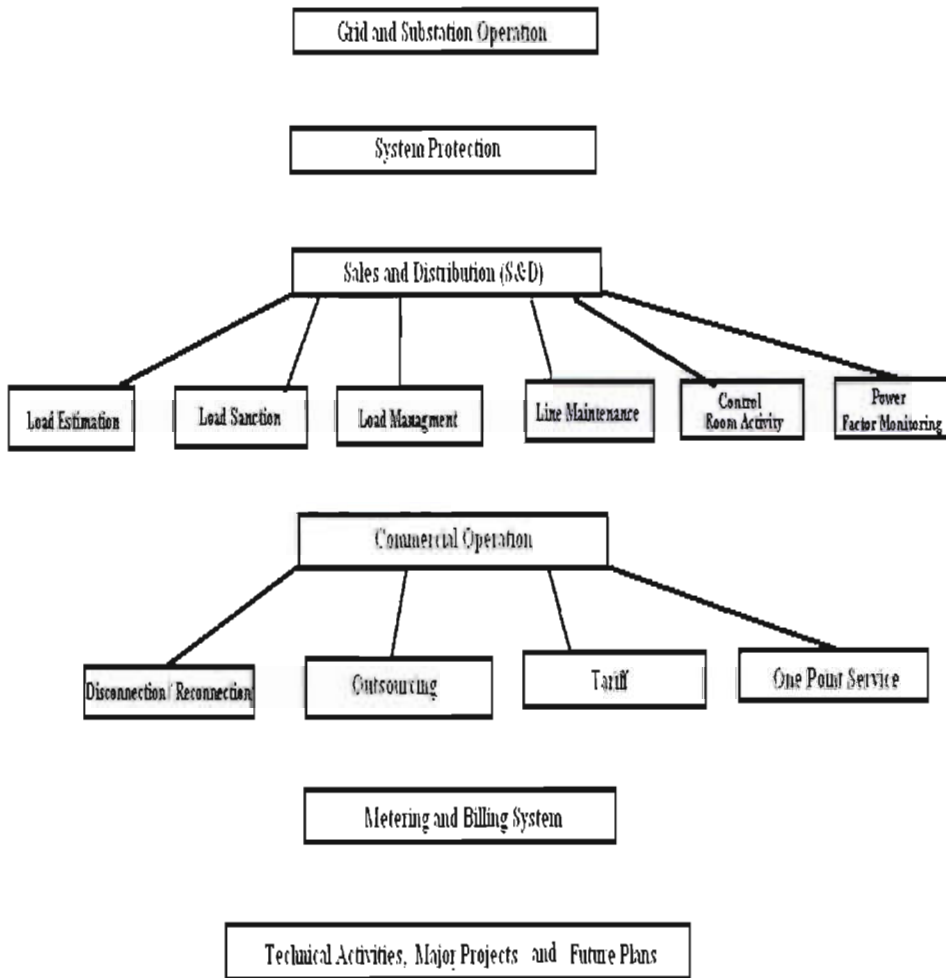 Grid and Substation Operation
System Protection
Sales and Distribution (S&D)
Load Estimation
Load Sanction
Load Managment
Line Maintenance
Control
Room Activity
Power
Factor Monitoring
Commercial Operation
Disconnection / Reconnection
Outsourcing
Tariff
One Point Service
Metering and Billing System
Technical Activities, Major Projects and Future Plans